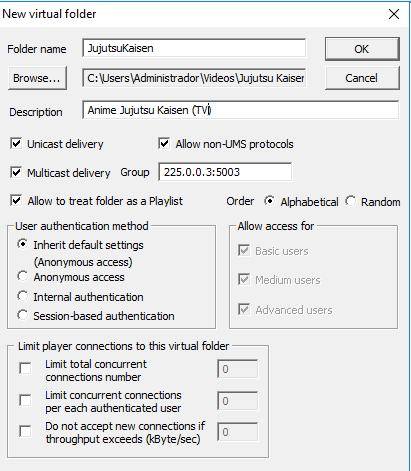 New virtual folder
Folder name JujutsuKaisen OK
Browse... C:\Users\Administrador\Videos\Jujutsu Kaisen Cancel
Description Anime Jujutsu Kaisen (TV)
Unicast delivery Allow non-UMS protocols
Multicast delivery Group 225.0.0.3:5003
Allow to treat folder as a Playlist Order Alphabetical Random
User authentication method Allow access for
Inherit default settings
(Anonymous access) Basic users
Anonymous access Medium users
Internal authentication
Session-based authentication Advanced users
Limit player connections to this virtual folder
Limit total concurrent
connections number 0
Limit concurrent connections
per each authenticated user 0
Do not accept new connections if
throughput exceeds (kByte/sec) 0